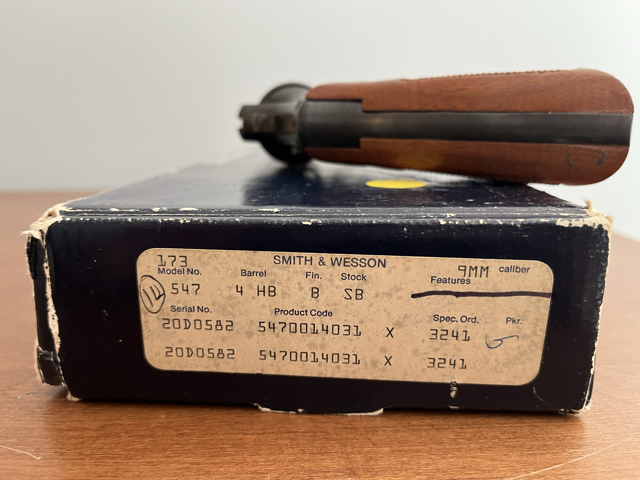 173 SMITH & WESSON 9MM caliber
Model No. Barrel Fin. Stock Features
547 4 HB B SB
Serial No. Product Code Spec. Ord. Pkr.
20D0582 5470014031 X 3241
20D0582 5470014031 X 3241